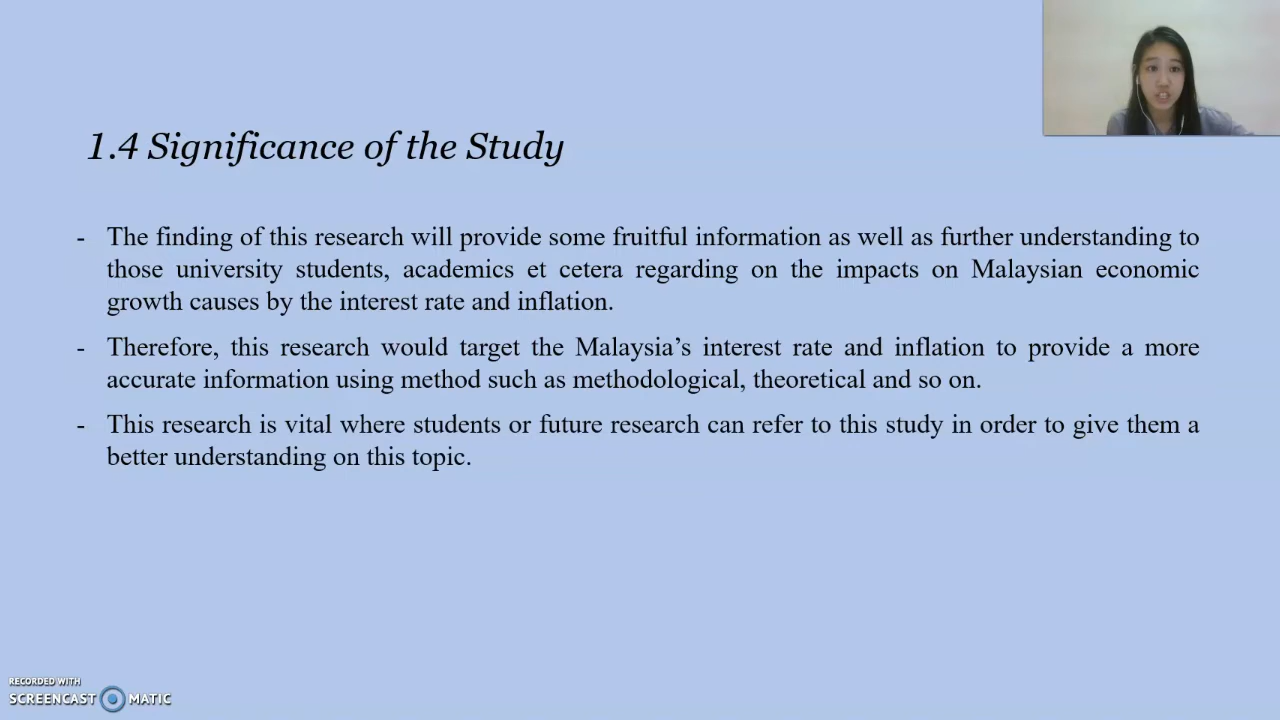 1.4 Significance of the Study
- The finding of this research will provide some fruitful information as well as further understanding to
those university students, academics et cetera regarding on the impacts on Malaysian economic
growth causes by the interest rate and inflation.
- Therefore, this research would target the Malaysia’s interest rate and inflation to provide a more
accurate information using method such as methodological, theoretical and so on.
- This research is vital where students or future research can refer to this study in order to give them a
better understanding on this topic.
RECORDED WITH
SCREENCAST MATIC